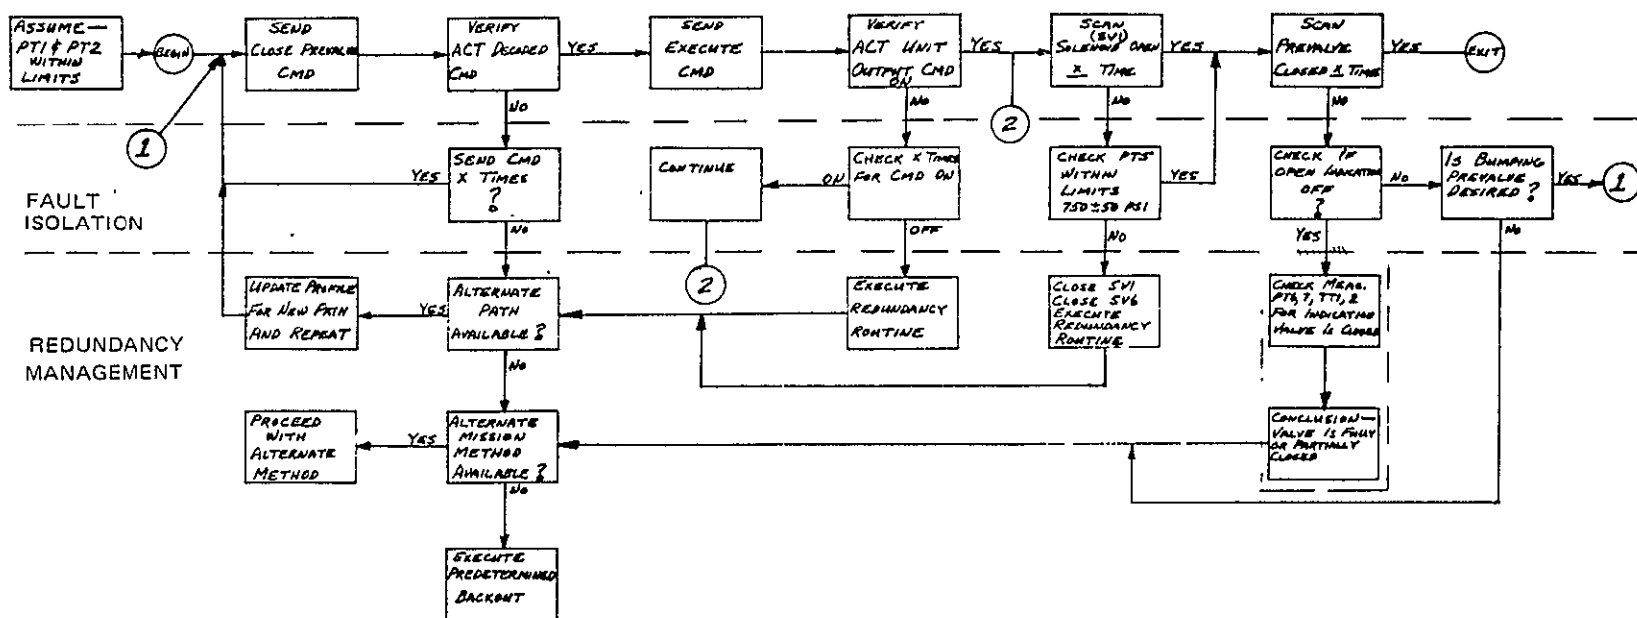 ASSUME—
PT1 & PT2
WITHIN
LIMITS
BEGIN
SEND
CLOSE PREVALVE
CMD
VERIFY
ACT DECODED
CMD
YES
SEND
EXECUTE
CMD
VERIFY
ACT UNIT
OUTPUT CMD
ON
YES
SCAN
(SV1)
SOLENOID OPEN
X TIME
YES
SCAN
PREVALVE
CLOSED X TIME
YES
EXIT
NO
NO
NO
NO
1
2
FAULT
ISOLATION
YES
SEND CMD
X TIMES
?
CONTINUE
ON
CHECK X TIMES
FOR CMD ON
CHECK PT5
WITHIN
LIMITS
750±50 PSI
YES
CHECK IF
OPEN INDICATION
OFF
?
NO
IS BUMPING
PREVALVE
DESIRED ?
YES
1
NO
OFF
NO
YES
NO
2
REDUNDANCY
MANAGEMENT
UPDATE PROFILE
FOR NEW PATH
AND REPEAT
YES
ALTERNATE
PATH
AVAILABLE ?
EXECUTE
REDUNDANCY
ROUTINE
CLOSE SV1
CLOSE SV6
EXECUTE
REDUNDANCY
ROUTINE
CHECK MEAS.
PT6, 7, TT1, 2
FOR INDICATION
VALVE IS CLOSED
NO
PROCEED
WITH
ALTERNATE
METHOD
YES
ALTERNATE
MISSION
METHOD
AVAILABLE ?
CONCLUSION—
VALVE IS FULLY
OR PARTIALLY
CLOSED
NO
EXECUTE
PREDETERMINED
BACKOUT